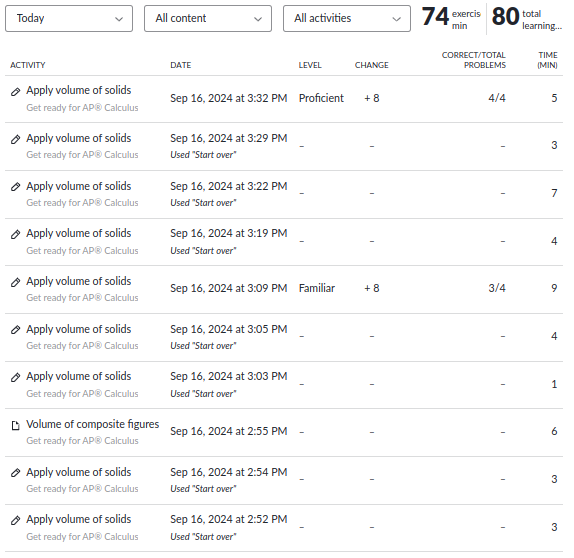 Today
All content
All activities
74 exercis
min
80 total
learning...
ACTIVITY DATE LEVEL CHANGE CORRECT/TOTAL PROBLEMS TIME (MIN)
Apply volume of solids
Get ready for AP® Calculus
Sep 16, 2024 at 3:32 PM Proficient + 8 4/4 5
Apply volume of solids
Get ready for AP® Calculus
Sep 16, 2024 at 3:29 PM
Used "Start over"
– – – 3
Apply volume of solids
Get ready for AP® Calculus
Sep 16, 2024 at 3:22 PM
Used "Start over"
– – – 7
Apply volume of solids
Get ready for AP® Calculus
Sep 16, 2024 at 3:19 PM
Used "Start over"
– – – 4
Apply volume of solids
Get ready for AP® Calculus
Sep 16, 2024 at 3:09 PM Familiar + 8 3/4 9
Apply volume of solids
Get ready for AP® Calculus
Sep 16, 2024 at 3:05 PM
Used "Start over"
– – – 4
Apply volume of solids
Get ready for AP® Calculus
Sep 16, 2024 at 3:03 PM
Used "Start over"
– – – 1
Volume of composite figures
Get ready for AP® Calculus
Sep 16, 2024 at 2:55 PM – – – 6
Apply volume of solids
Get ready for AP® Calculus
Sep 16, 2024 at 2:54 PM
Used "Start over"
– – – 3
Apply volume of solids
Get ready for AP® Calculus
Sep 16, 2024 at 2:52 PM
Used "Start over"
– – – 3